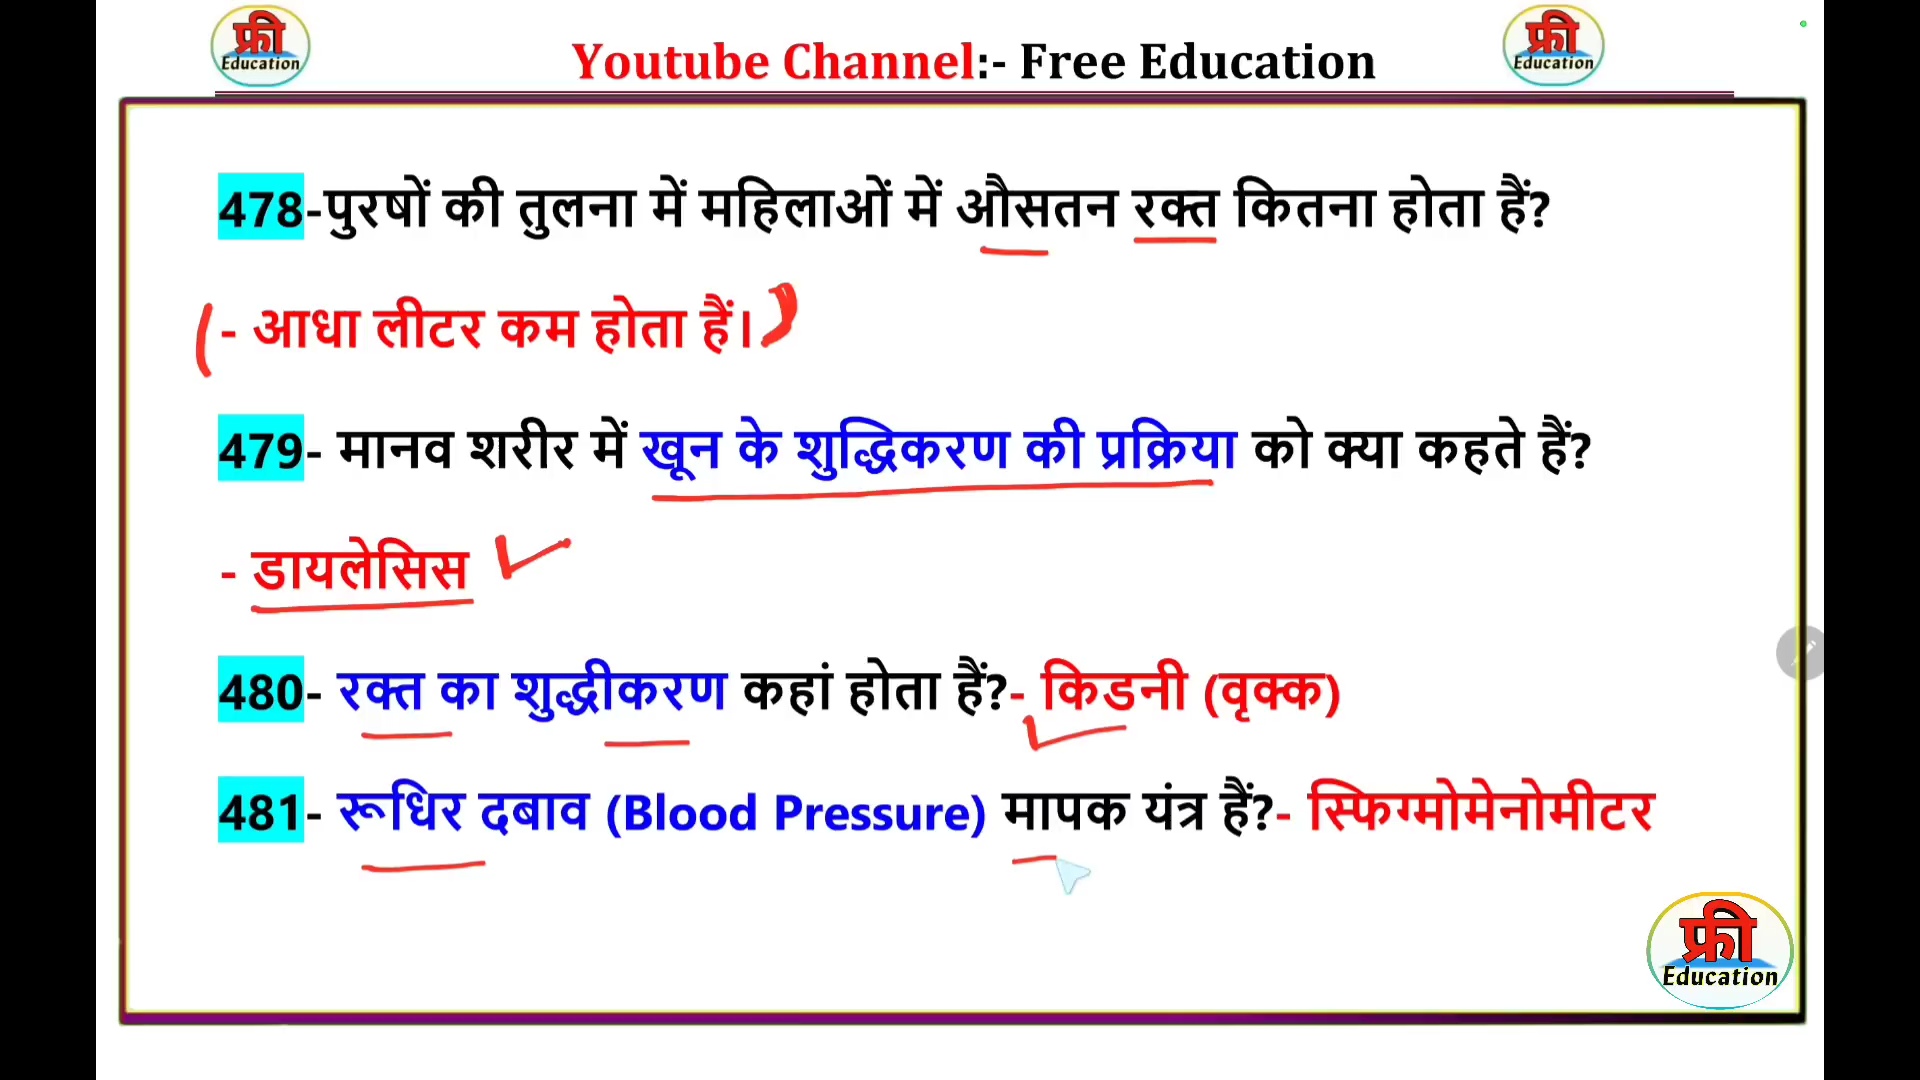 फ्री
Education
Youtube Channel:- Free Education
फ्री
Education
478-पुरषों की तुलना में महिलाओं में औसतन रक्त कितना होता हैं?
- आधा लीटर कम होता हैं।
479- मानव शरीर में खून के शुद्धिकरण की प्रक्रिया को क्या कहते हैं?
- डायलेसिस
480- रक्त का शुद्धीकरण कहां होता हैं?- किडनी (वृक्क)
481- रूधिर दबाव (Blood Pressure) मापक यंत्र हैं?- स्फिग्मोमेनोमीटर
फ्री
Education